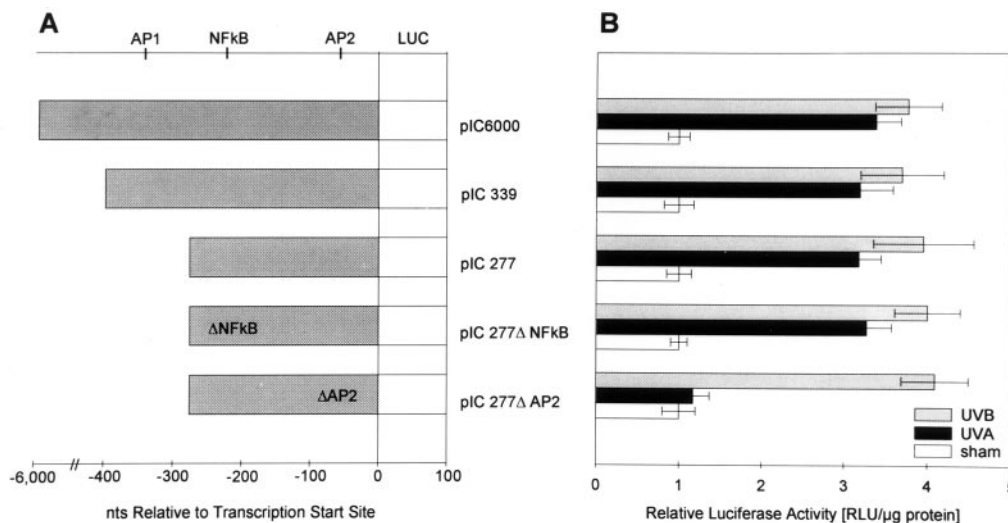 A
AP1 NFkB AP2 LUC
pIC6000
pIC 339
pIC 277
ΔNFkB
pIC 277Δ NFkB
ΔAP2
pIC 277Δ AP2
-6,000 // -400 -300 -200 -100 0 100
nts Relative to Transcription Start Site
B
UVB
UVA
sham
0 1 2 3 4 5
Relative Luciferase Activity [RLU/µg protein]